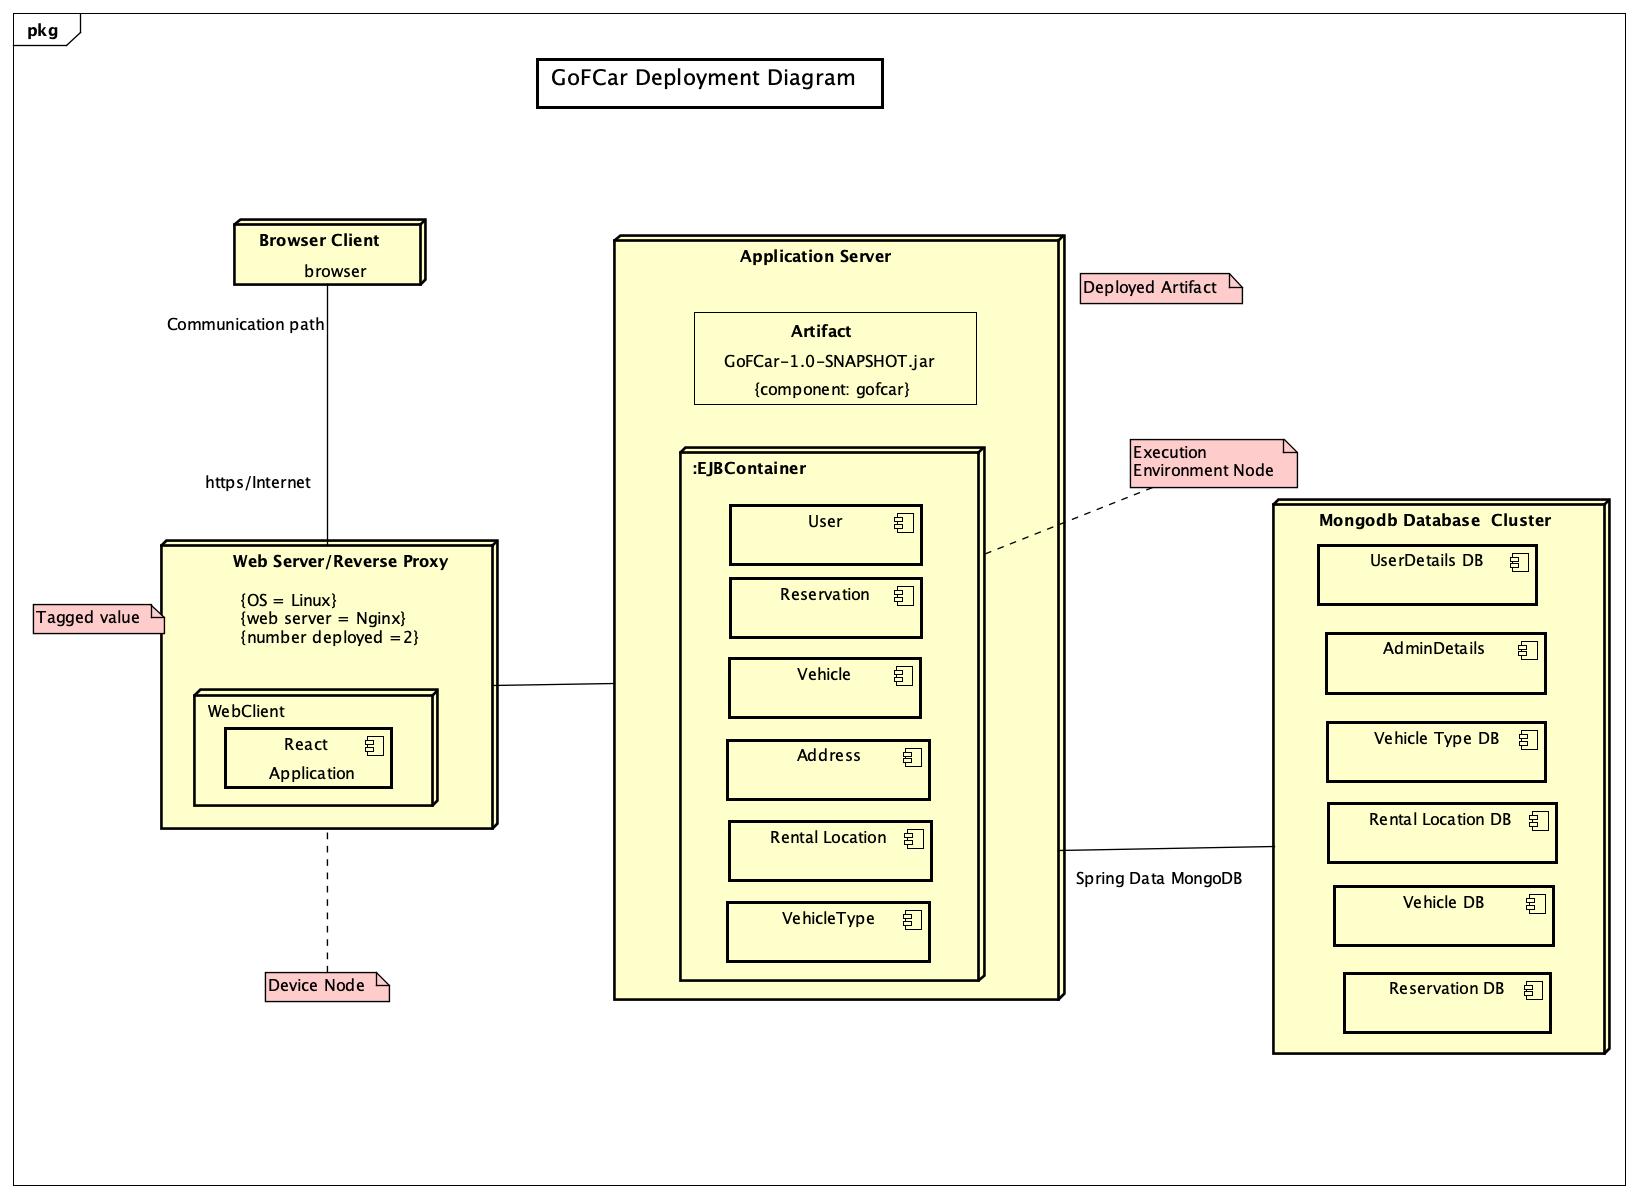 pkg
GoFCar Deployment Diagram
Browser Client
browser
Communication path
https/Internet
Web Server/Reverse Proxy
{OS = Linux}
{web server = Nginx}
{number deployed =2}
Tagged value
WebClient
React
Application
Device Node
Application Server
Artifact
GoFCar-1.0-SNAPSHOT.jar
{component: gofcar}
Deployed Artifact
:EJBContainer
User
Reservation
Vehicle
Address
Rental Location
VehicleType
Execution
Environment Node
Spring Data MongoDB
Mongodb Database  Cluster
UserDetails DB
AdminDetails
Vehicle Type DB
Rental Location DB
Vehicle DB
Reservation DB